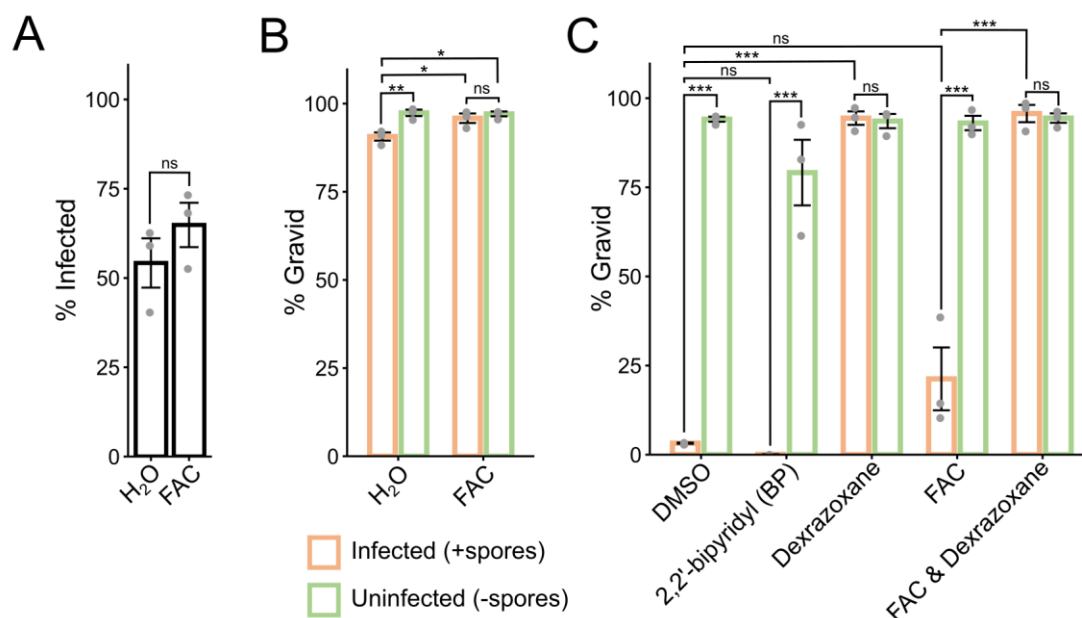 A
% Infected
100
75
50
25
0
ns
H₂O
FAC
B
% Gravid
100
75
50
25
0
*
*
**
ns
H₂O
FAC
Infected (+spores)
Uninfected (-spores)
C
% Gravid
100
75
50
25
0
ns
***
***
ns
ns
ns
***
***
***
DMSO
2,2'-bipyridyl (BP)
Dexrazoxane
FAC
FAC & Dexrazoxane